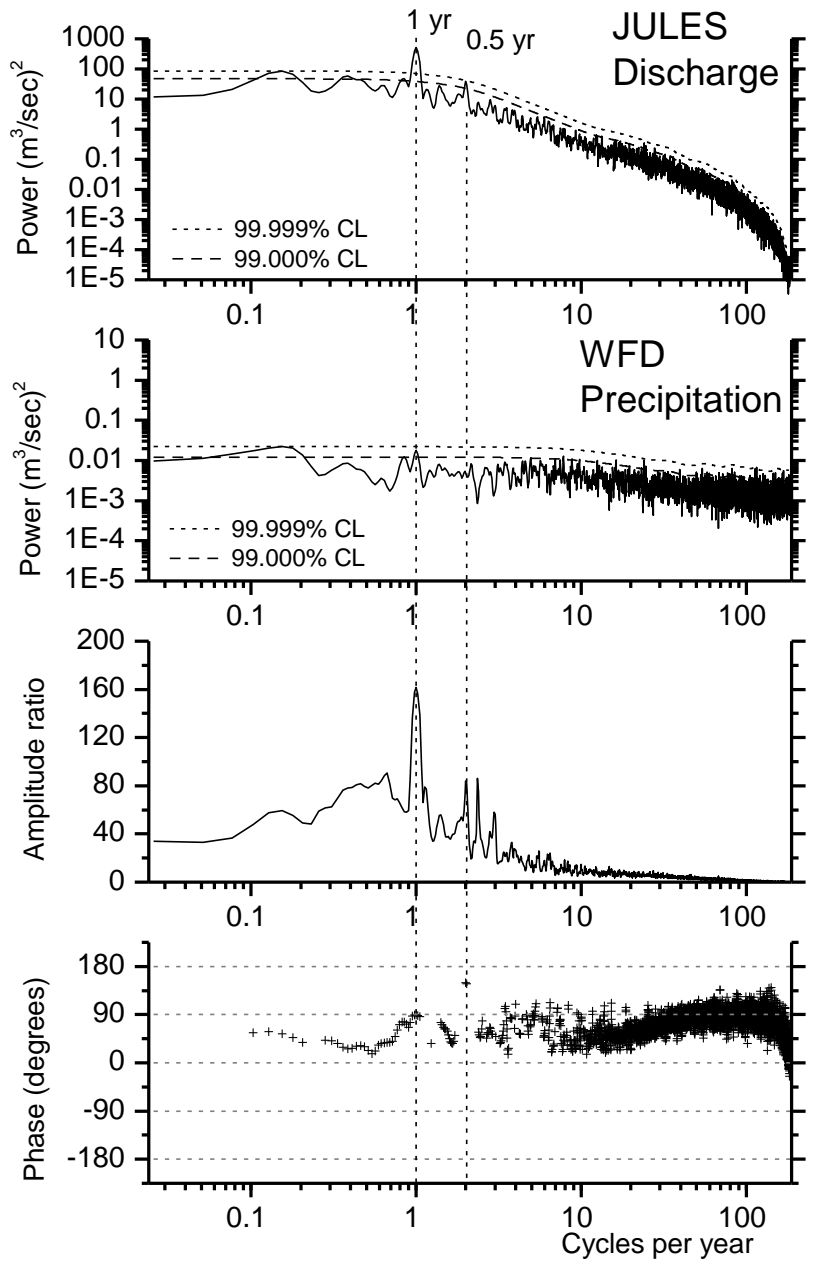 1 yr
0.5 yr
JULES
Discharge
1000
100
10
1
0.1
0.01
1E-3
1E-4
1E-5
Power (m³/sec)²
99.999% CL
99.000% CL
0.1
1
10
100
WFD
Precipitation
10
1
0.1
0.01
1E-3
1E-4
1E-5
Power (m³/sec)²
99.999% CL
99.000% CL
0.1
1
10
100
200
160
120
80
40
0
Amplitude ratio
0.1
1
10
100
180
90
0
-90
-180
Phase (degrees)
0.1
1
10
100
Cycles per year